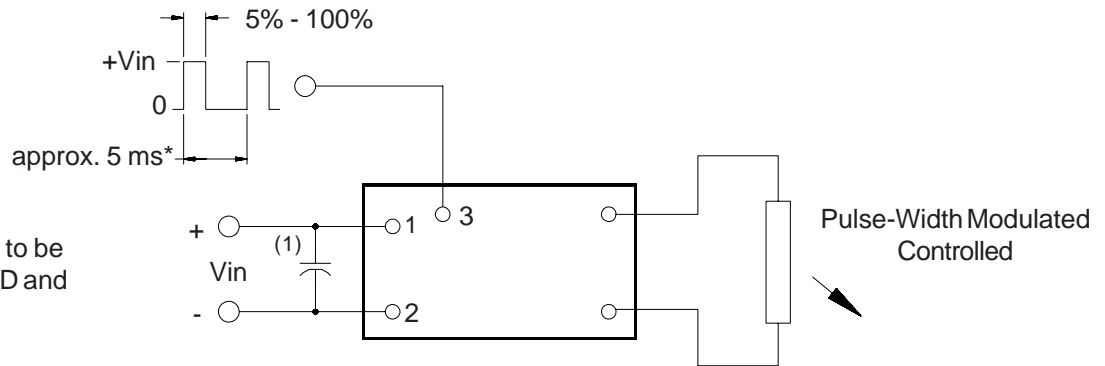 5% - 100%
+Vin
0
approx. 5 ms*
3
+
1
(1)
to be
D and
Vin
-
2
Pulse-Width Modulated
Controlled